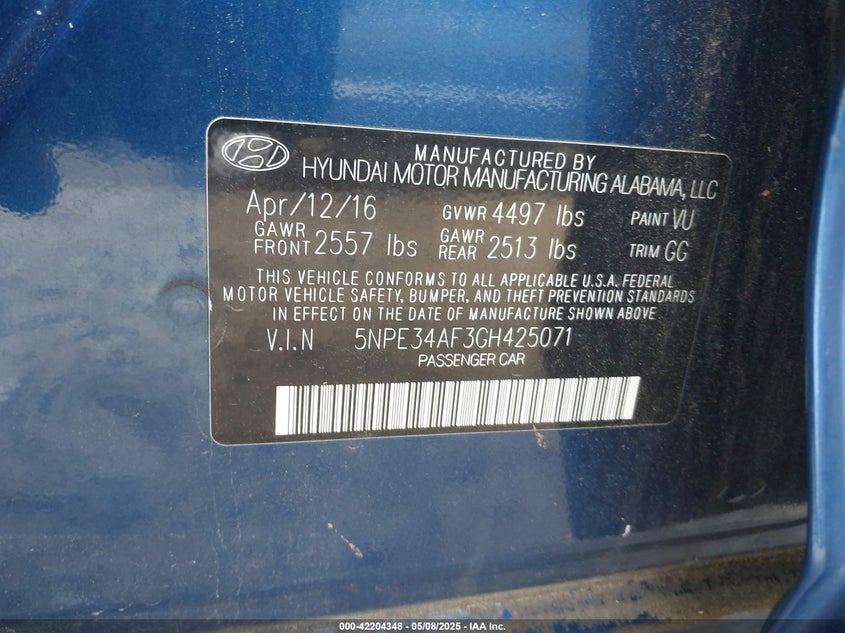 MANUFACTURED BY
HYUNDAI MOTOR MANUFACTURING ALABAMA, LLC
Apr/12/16 GVWR 4497 lbs PAINT VU
GAWR FRONT 2557 lbs GAWR REAR 2513 lbs TRIM GG
THIS VEHICLE CONFORMS TO ALL APPLICABLE U.S.A. FEDERAL
MOTOR VEHICLE SAFETY, BUMPER, AND THEFT PREVENTION STANDARDS
IN EFFECT ON THE DATE OF MANUFACTURE SHOWN ABOVE.
V.I.N 5NPE34AF3GH425071
PASSENGER CAR
000-42204348 - 05/08/2025 - IAA Inc.